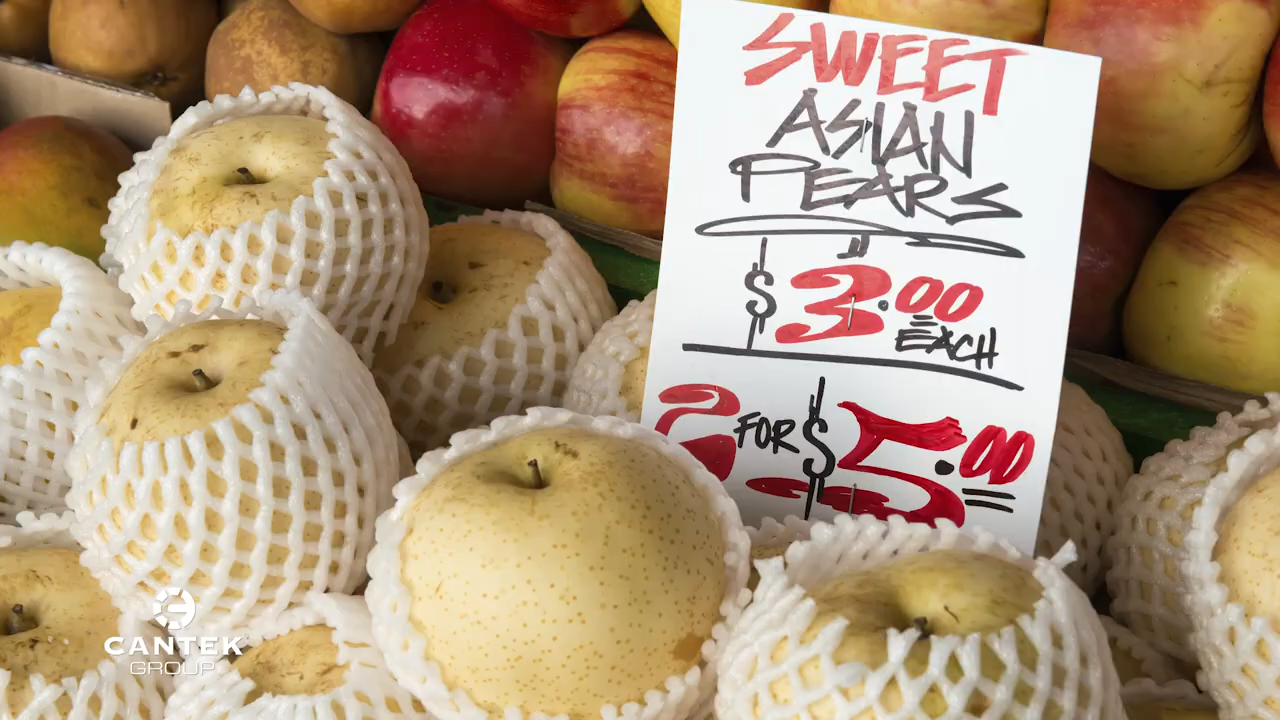 SWEET
ASIAN
PEARS
$3.00
EACH
2 FOR $5.00
CANTEK
GROUP